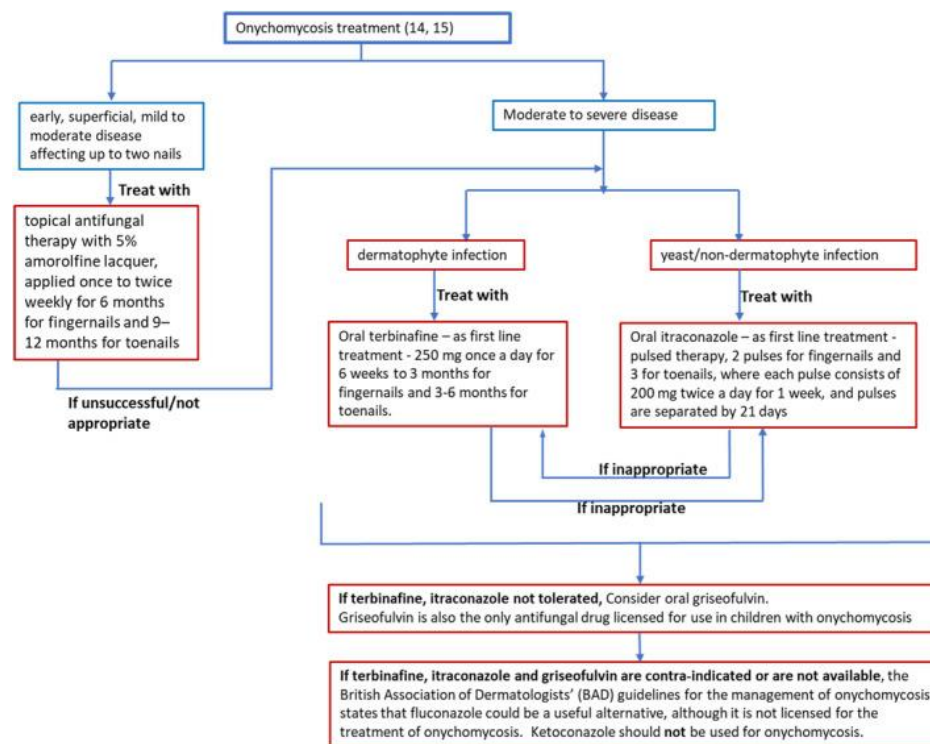 Onychomycosis treatment (14, 15)
early, superficial, mild to
moderate disease
affecting up to two nails
Moderate to severe disease
Treat with
topical antifungal
therapy with 5%
amorolfine lacquer,
applied once to twice
weekly for 6 months
for fingernails and 9–
12 months for toenails
If unsuccessful/not
appropriate
dermatophyte infection
yeast/non-dermatophyte infection
Treat with
Treat with
Oral terbinafine – as first line
treatment - 250 mg once a day for
6 weeks to 3 months for
fingernails and 3-6 months for
toenails.
Oral itraconazole – as first line treatment -
pulsed therapy, 2 pulses for fingernails and
3 for toenails, where each pulse consists of
200 mg twice a day for 1 week, and pulses
are separated by 21 days
If inappropriate
If inappropriate
If terbinafine, itraconazole not tolerated, Consider oral griseofulvin.
Griseofulvin is also the only antifungal drug licensed for use in children with onychomycosis
If terbinafine, itraconazole and griseofulvin are contra-indicated or are not available, the
British Association of Dermatologists’ (BAD) guidelines for the management of onychomycosis
states that fluconazole could be a useful alternative, although it is not licensed for the
treatment of onychomycosis. Ketoconazole should not be used for onychomycosis.